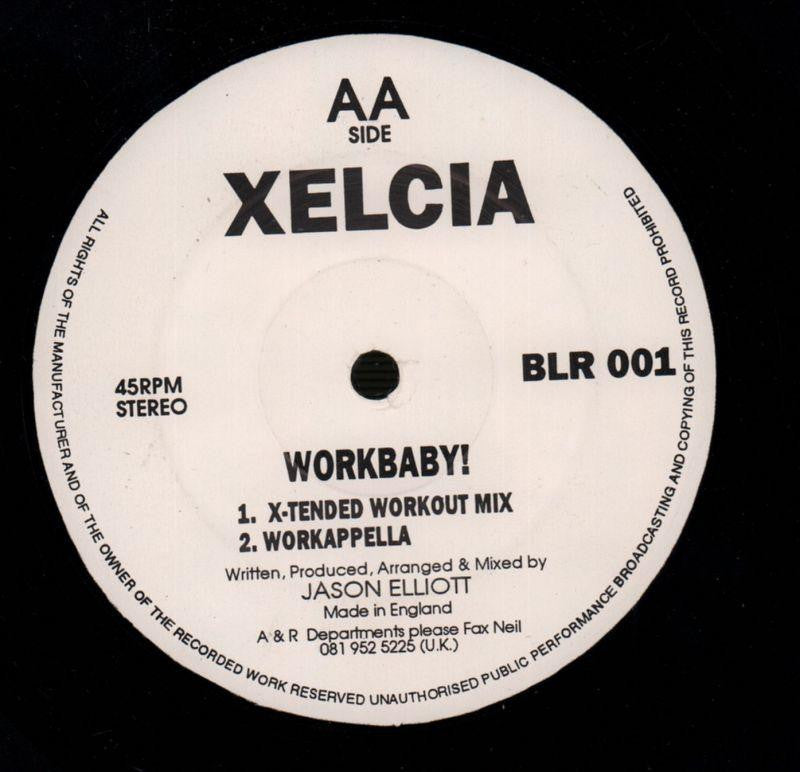 AA
SIDE
XELCIA
45RPM
STEREO
BLR 001
WORKBABY!
1. X-TENDED WORKOUT MIX
2. WORKAPPELLA
Written, Produced, Arranged & Mixed by
JASON ELLIOTT
Made in England
A & R Departments please Fax Neil
081 952 5225 (U.K.)
ALL RIGHTS OF THE MANUFACTURER AND OF THE OWNER OF THE RECORDED WORK RESERVED UNAUTHORISED PUBLIC PERFORMANCE BROADCASTING AND COPYING OF THIS RECORD PROHIBITED